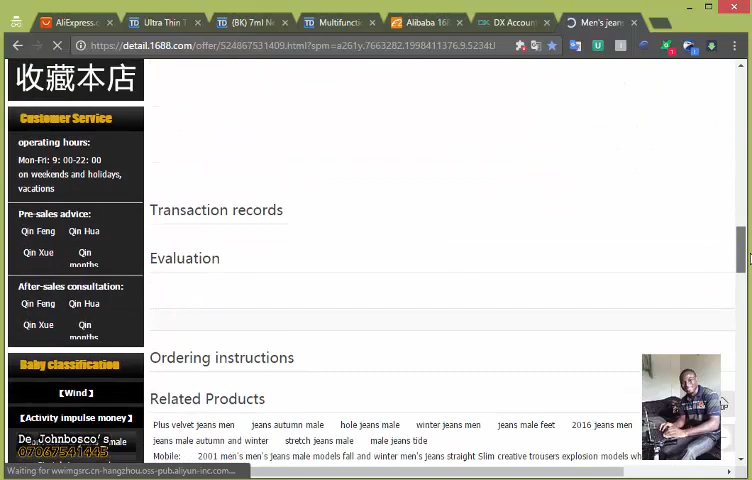 AliExpress.c
Ultra Thin T
(BK) 7ml Ne
Multifunctic
Alibaba 168
DX Account
Men's jeans
https://detail.1688.com/offer/524867531409.html?spm=a261y.7663282.1998411376.9.5234U
收藏本店
Customer Service
operating hours:
Mon-Fri: 9: 00-22: 00
on weekends and holidays,
vacations
Pre-sales advice:
Qin Feng Qin Hua
Qin Xue Qin
months
After-sales consultation:
Qin Feng Qin Hua
Qin Xue Qin
months
Baby classification
【Wind】
【Activity impulse money】
De Johnbosco's male
07067541443
Transaction records
Evaluation
Ordering instructions
Related Products
Plus velvet jeans men jeans autumn male hole jeans male winter jeans men jeans male feet 2016 jeans men
jeans male autumn and winter stretch jeans male male jeans tide
Mobile: 2001 men's men's jeans male models fall and winter men's jeans straight Slim creative trousers explosion models wh
Waiting for wwimgsrc.cn-hangzhou.oss-pub.aliyun-inc.com...